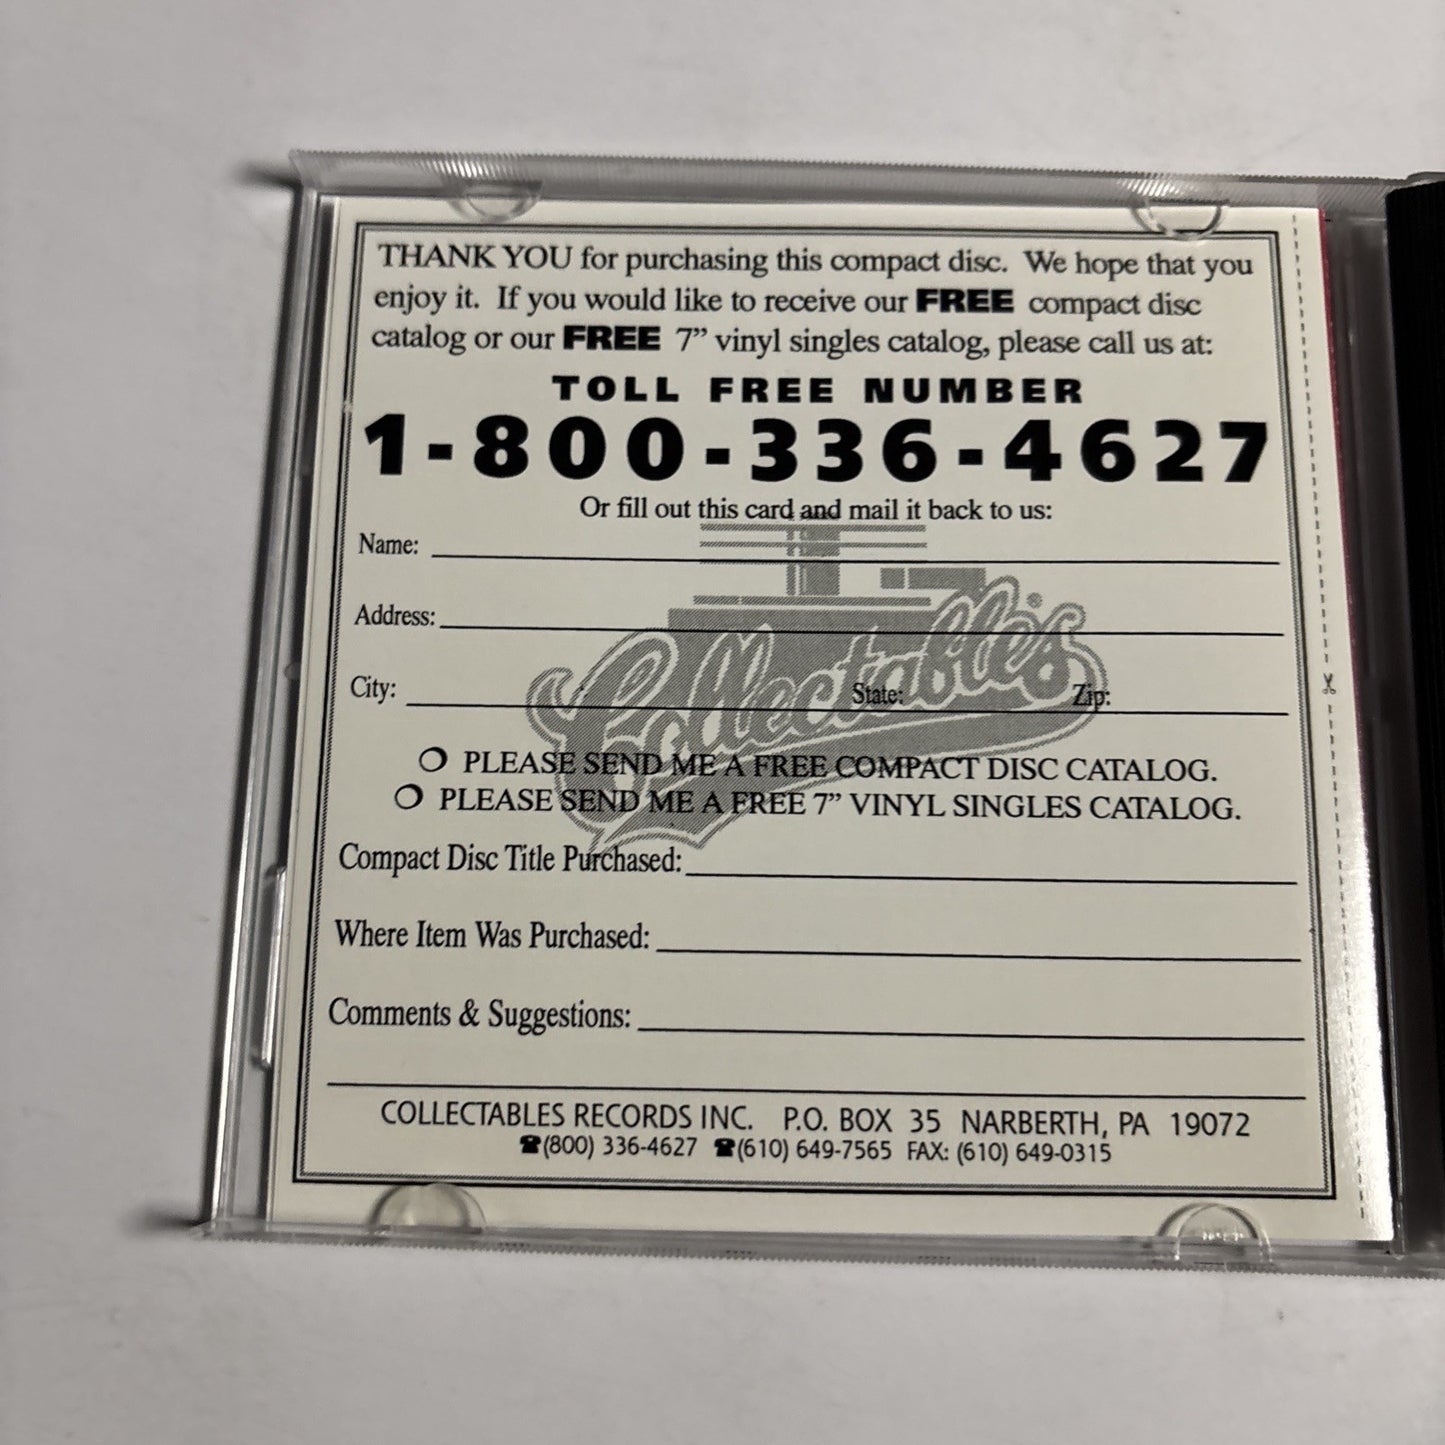 THANK YOU for purchasing this compact disc. We hope that you
enjoy it. If you would like to receive our FREE compact disc
catalog or our FREE 7” vinyl singles catalog, please call us at:
TOLL FREE NUMBER
1-800-336-4627
Or fill out this card and mail it back to us:
Name:
Address:
Collectables
City: State: Zip:
PLEASE SEND ME A FREE COMPACT DISC CATALOG.
PLEASE SEND ME A FREE 7” VINYL SINGLES CATALOG.
Compact Disc Title Purchased:
Where Item Was Purchased:
Comments & Suggestions:
COLLECTABLES RECORDS INC. P.O. BOX 35 NARBERTH, PA 19072
☎(800) 336-4627 ☎(610) 649-7565 FAX: (610) 649-0315